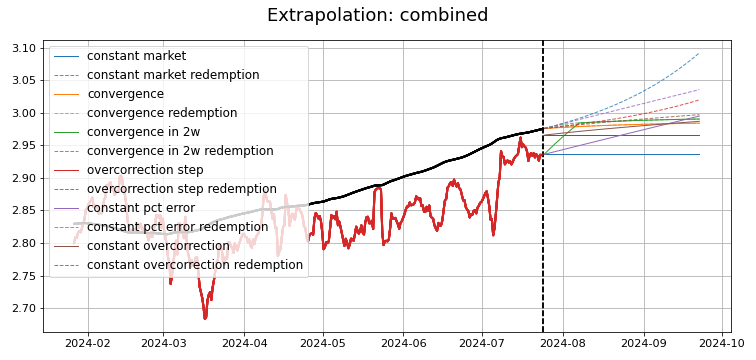 Extrapolation: combined
3.10
3.05
3.00
2.95
2.90
2.85
2.80
2.75
2.70
constant market
constant market redemption
convergence
convergence redemption
convergence in 2w
convergence in 2w redemption
overcorrection step
overcorrection step redemption
constant pct error
constant pct error redemption
constant overcorrection
constant overcorrection redemption
2024-02 2024-03 2024-04 2024-05 2024-06 2024-07 2024-08 2024-09 2024-10